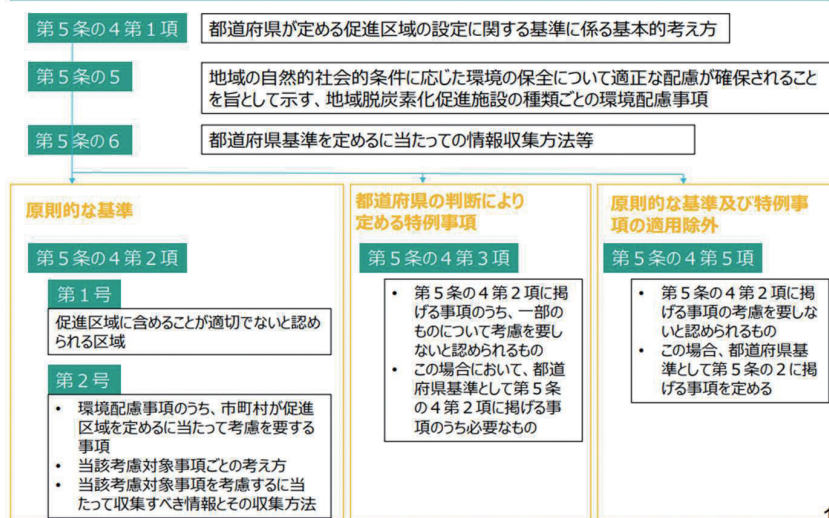 第5条の4第1項
都道府県が定める促進区域の設定に関する基準に係る基本的考え方
第5条の5
地域の自然的社会的条件に応じた環境の保全について適正な配慮が確保されること
を旨として示す、地域脱炭素化促進施設の種類ごとの環境配慮事項
第5条の6
都道府県基準を定めるに当たっての情報収集方法等
原則的な基準
第5条の4第2項
第1号
促進区域に含めることが適切でないと認め
られる区域
第2号
• 環境配慮事項のうち、市町村が促進
区域を定めるに当たって考慮を要する
事項
• 当該考慮対象事項ごとの考え方
• 当該考慮対象事項を考慮するに当
たって収集すべき情報とその収集方法
都道府県の判断により
定める特例事項
第5条の4第3項
• 第5条の4第2項に掲
げる事項のうち、一部の
ものについて考慮を要し
ないと認められるもの
• この場合において、都道
府県基準として第5条
の4第2項に掲げる事
項のうち必要なもの
原則的な基準及び特例事
項の適用除外
第5条の4第5項
• 第5条の4第2項に掲
げる事項の考慮を要しな
いと認められるもの
• この場合、都道府県基
準として第5条の2に掲
げる事項を定める